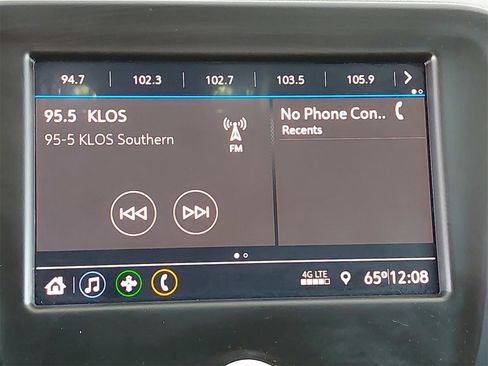 94.7 102.3 102.7 103.5 105.9
95.5 KLOS
95-5 KLOS Southern
FM
No Phone Con..
Recents
4G LTE 65° 12:08